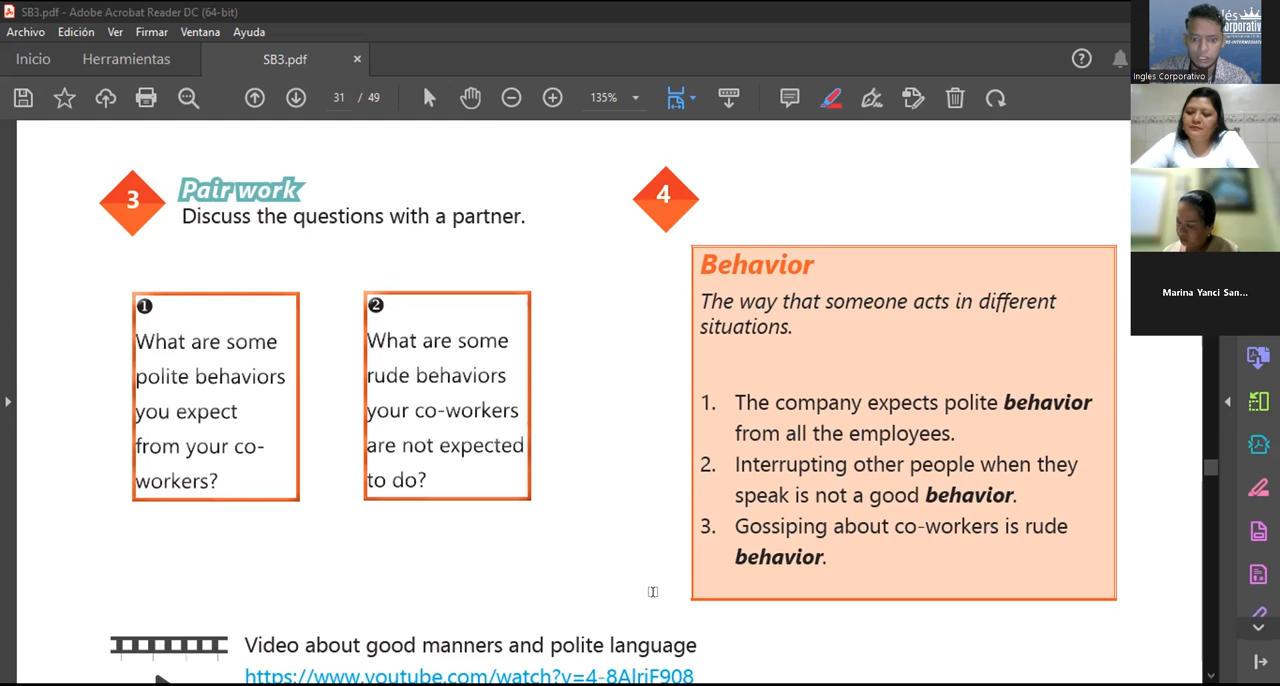 SB3.pdf - Adobe Acrobat Reader DC (64-bit)
Archivo Edición Ver Firmar Ventana Ayuda
Inicio Herramientas SB3.pdf ×
31 / 49 135%
3
Pair work
Discuss the questions with a partner.
1
What are some
polite behaviors
you expect
from your co-
workers?
2
What are some
rude behaviors
your co-workers
are not expected
to do?
4
Behavior
The way that someone acts in different
situations.
1. The company expects polite behavior
from all the employees.
2. Interrupting other people when they
speak is not a good behavior.
3. Gossiping about co-workers is rude
behavior.
Video about good manners and polite language
https://www.youtube.com/watch?v=4-8AlriF908
Ingles Corporativo
Marina Yanci San...